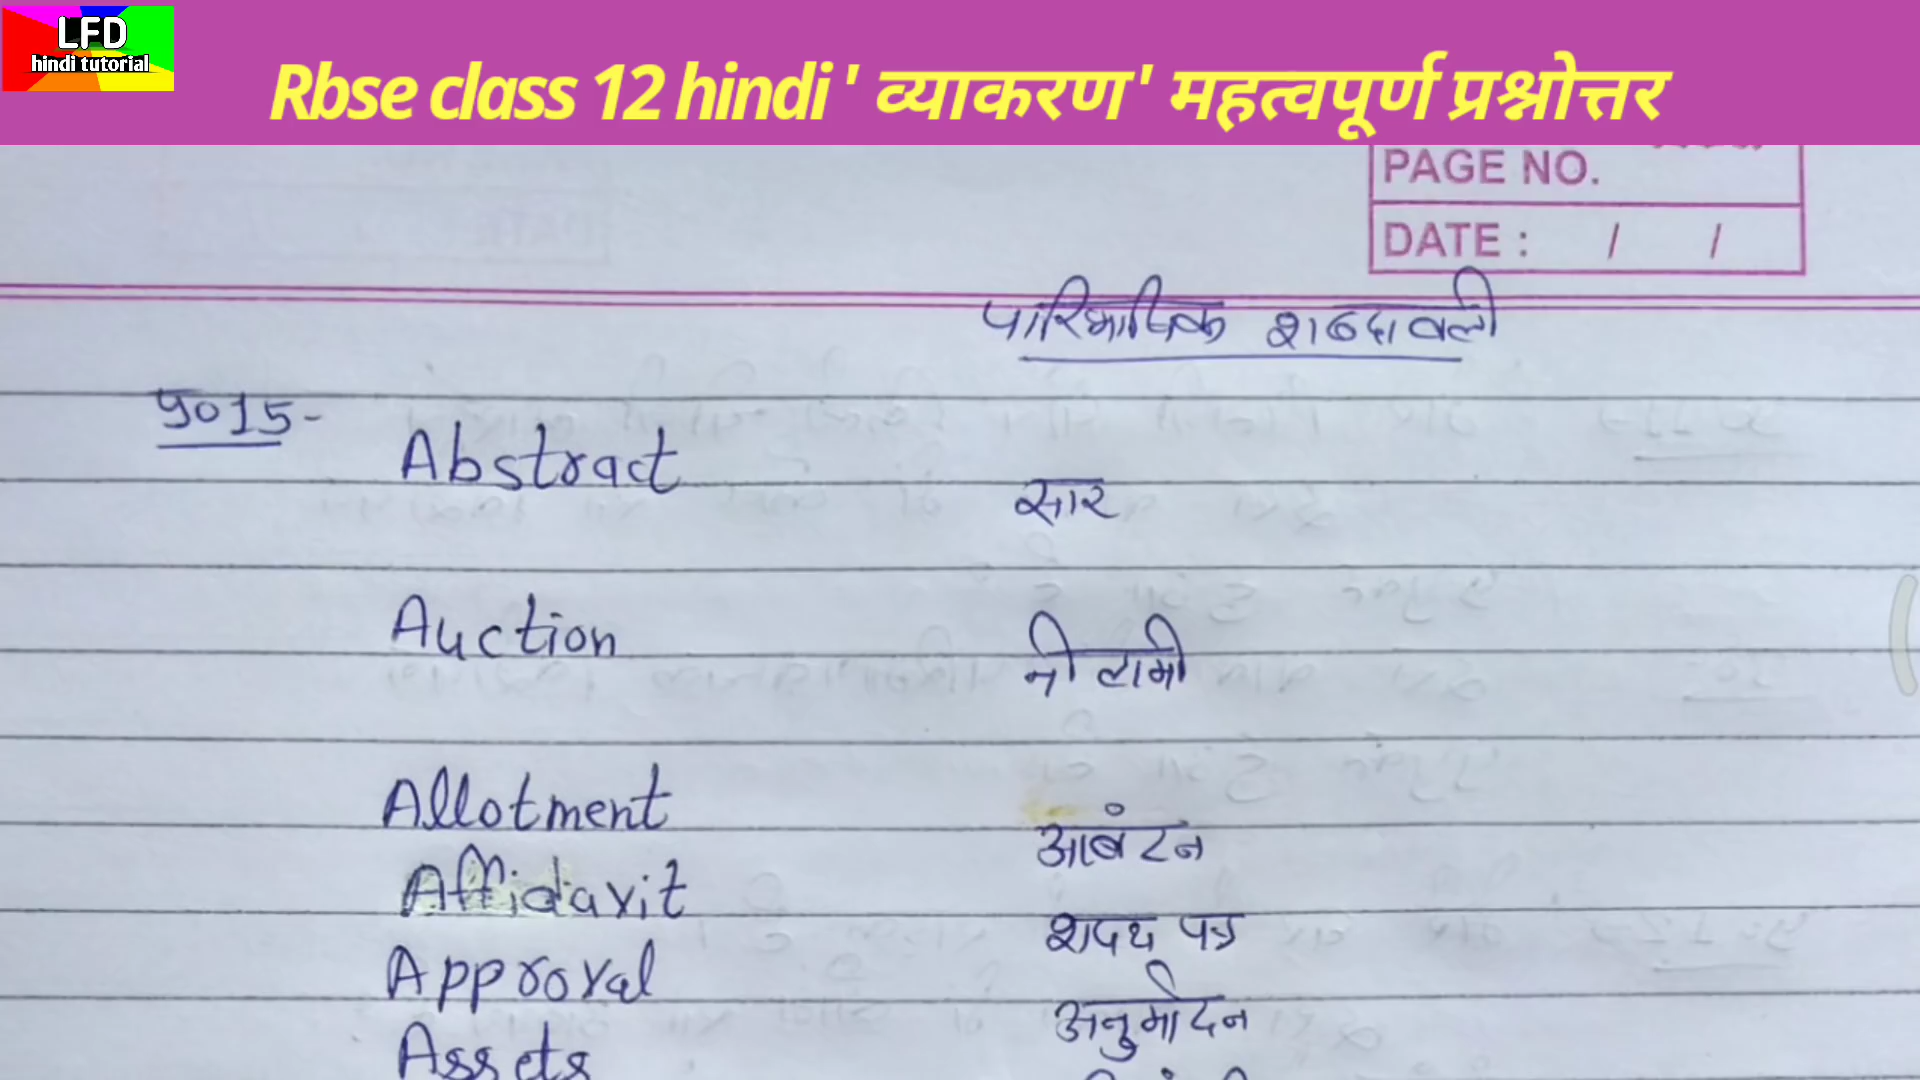 LFD
hindi tutorial
Rbse class 12 hindi ' व्याकरण' महत्वपूर्ण प्रश्नोत्तर
PAGE NO.
DATE : / /
पारिभाषिक शब्दावली
प्र015-
Abstract सार
Auction नीलामी
Allotment आबंटन
Affidavit शपथ पत्र
Approval अनुमोदन
Assets